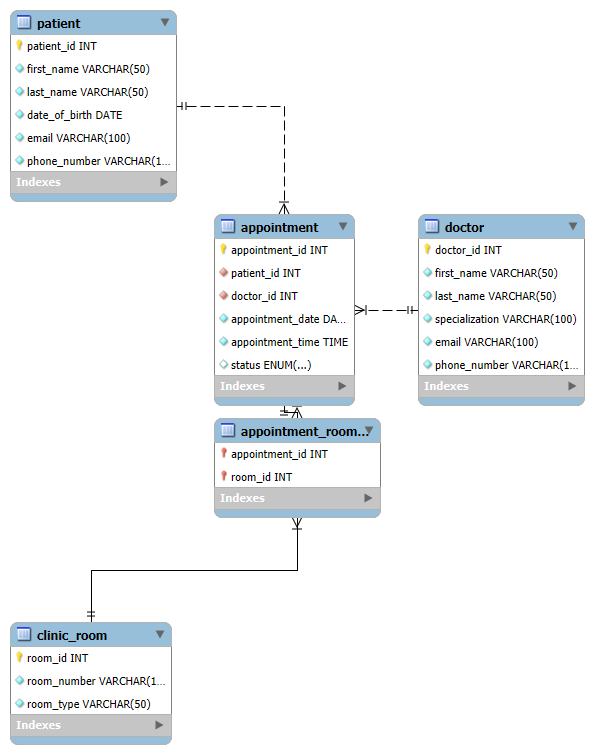 patient
patient_id INT
first_name VARCHAR(50)
last_name VARCHAR(50)
date_of_birth DATE
email VARCHAR(100)
phone_number VARCHAR(1...
Indexes
appointment
appointment_id INT
patient_id INT
doctor_id INT
appointment_date DA...
appointment_time TIME
status ENUM(...)
Indexes
doctor
doctor_id INT
first_name VARCHAR(50)
last_name VARCHAR(50)
specialization VARCHAR(100)
email VARCHAR(100)
phone_number VARCHAR(1...
Indexes
appointment_room...
appointment_id INT
room_id INT
Indexes
clinic_room
room_id INT
room_number VARCHAR(1...
room_type VARCHAR(50)
Indexes